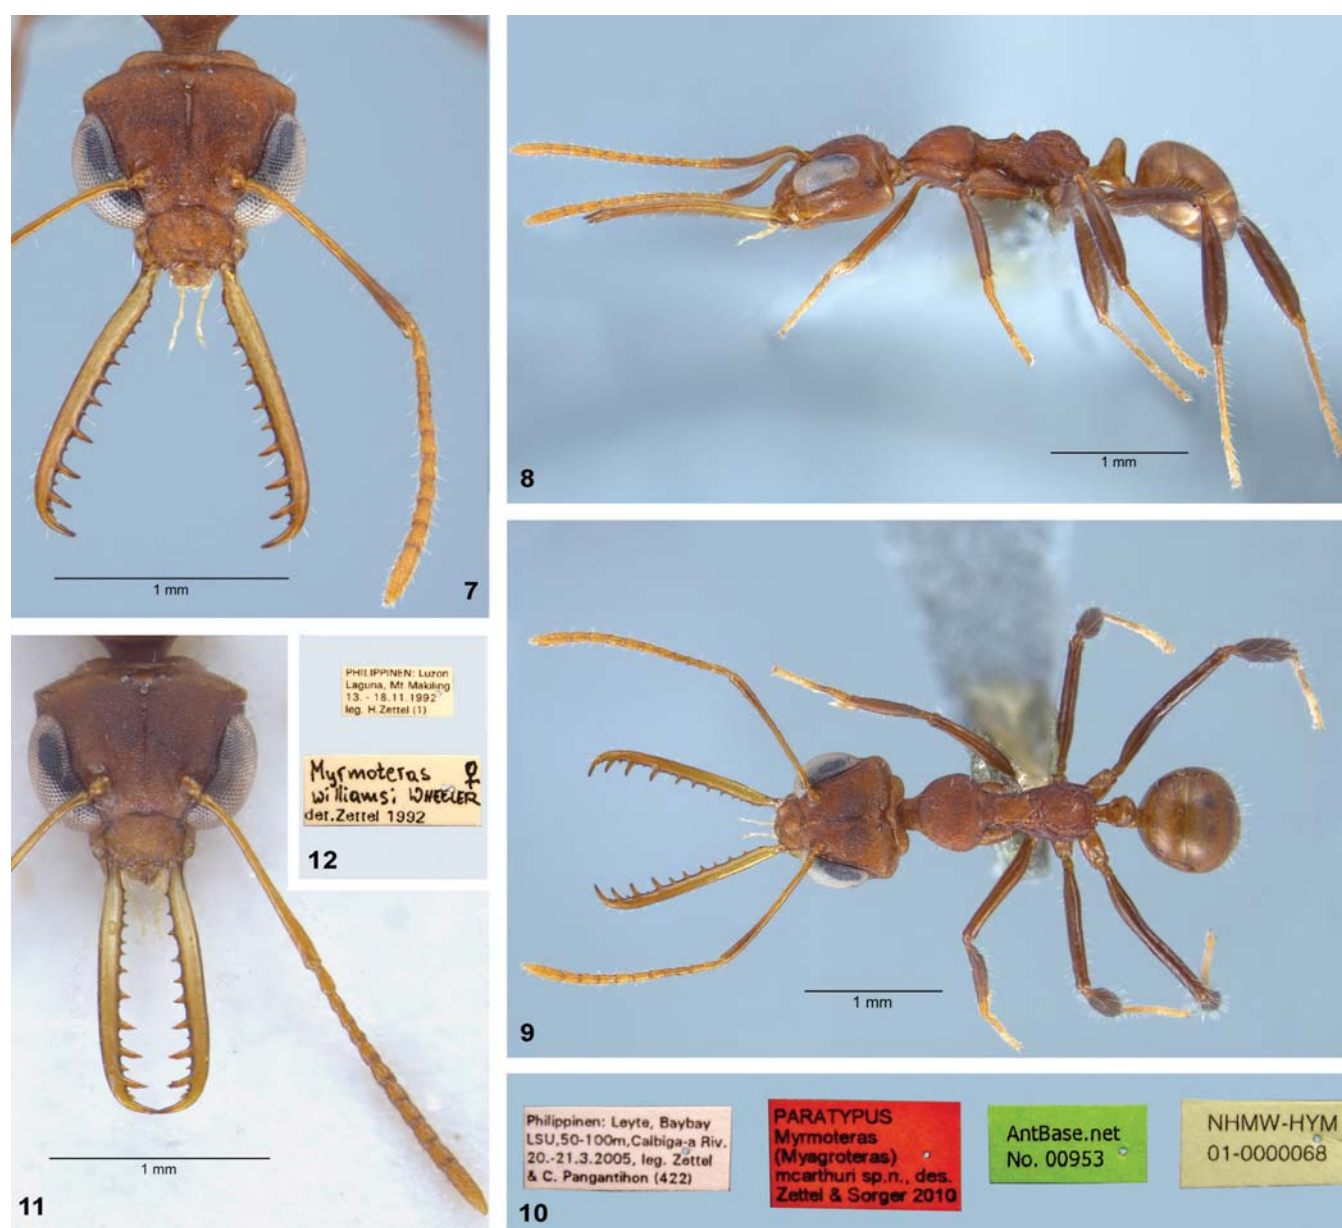 1 mm
7
1 mm
8
1 mm
9
PHILIPPINEN: Luzon
Laguna, Mt Makiling
13. - 18.11.1992
leg. H.Zettel (1)
Myrmoteras ♀
williamsi WHEELER
det.Zettel 1992
12
1 mm
11
Philippinen: Leyte, Baybay
LSU,50-100m,Calbiga-a Riv.
20.-21.3.2005, leg. Zettel
& C. Pangantihon (422)
PARATYPUS
Myrmoteras
(Myagroteras)
mcarthuri sp.n., des.
Zettel & Sorger 2010
AntBase.net
No. 00953
NHMW-HYM
01-0000068
10